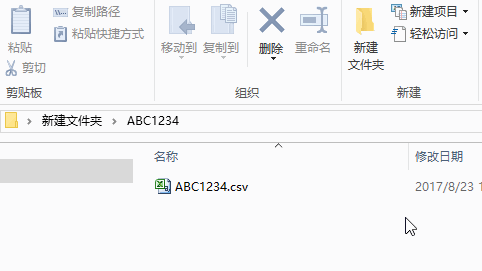 复制路径
粘贴快捷方式
粘贴
剪切
剪贴板
移动到
复制到
删除
重命名
组织
新建
文件夹
新建项目
轻松访问
新建
新建文件夹 > ABC1234
名称
修改日期
ABC1234.csv
2017/8/23 1